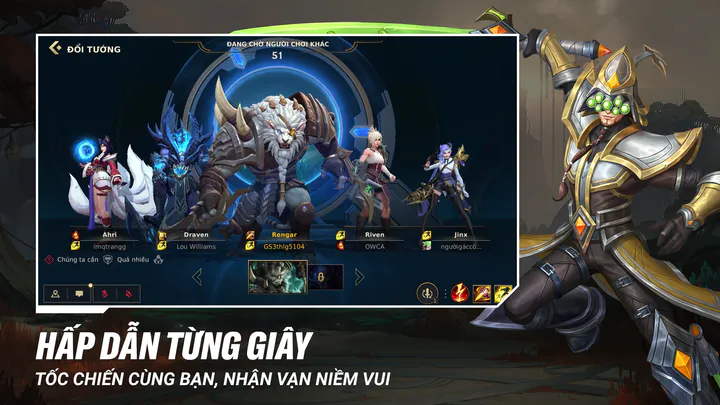 ĐỔI TƯỚNG
ĐANG CHỜ NGƯỜI CHƠI KHÁC
51
Ahri
Draven
Rengar
Riven
Jinx
imqtrangg
Lou Williams
GS3thlg5104
OWCA
Chúng ta cần
Quá nhiều
HẤP DẪN TỪNG GIÂY
TỐC CHIẾN CÙNG BẠN, NHẬN VẠN NIỀM VUI